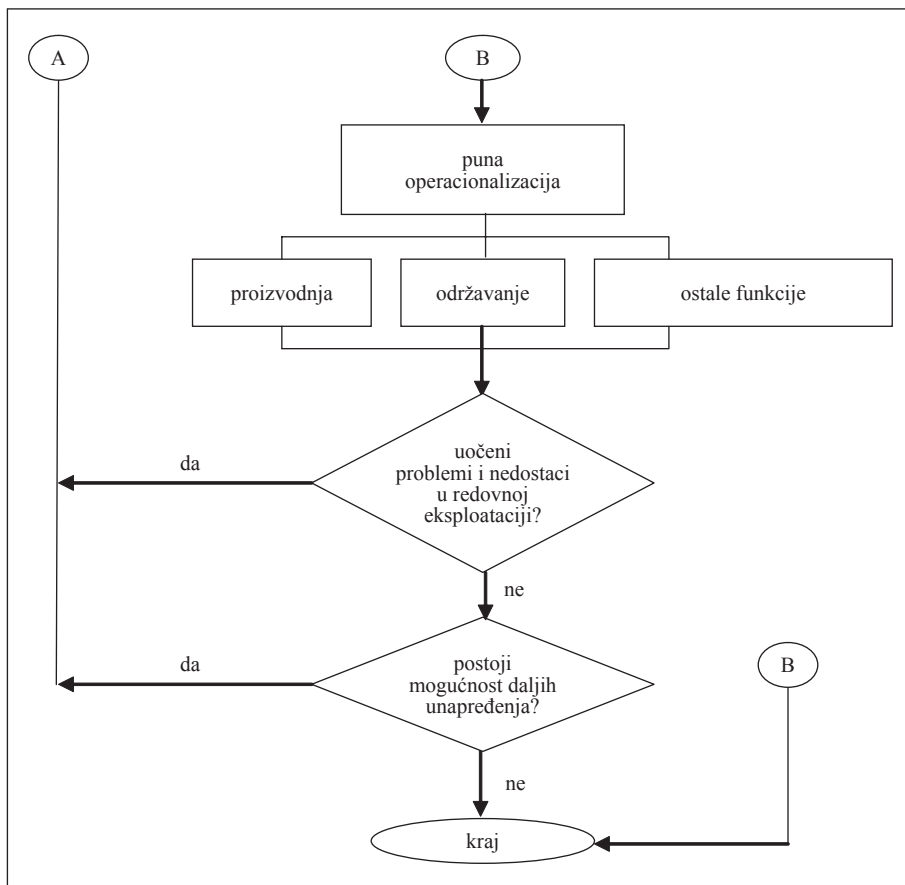 A
B
puna
operacionalizacija
proizvodnja
održavanje
ostale funkcije
uočeni
problemi i nedostaci
u redovnoj
eksploataciji?
da
ne
postoji
mogućnost daljih
unapređenja?
da
B
ne
kraj